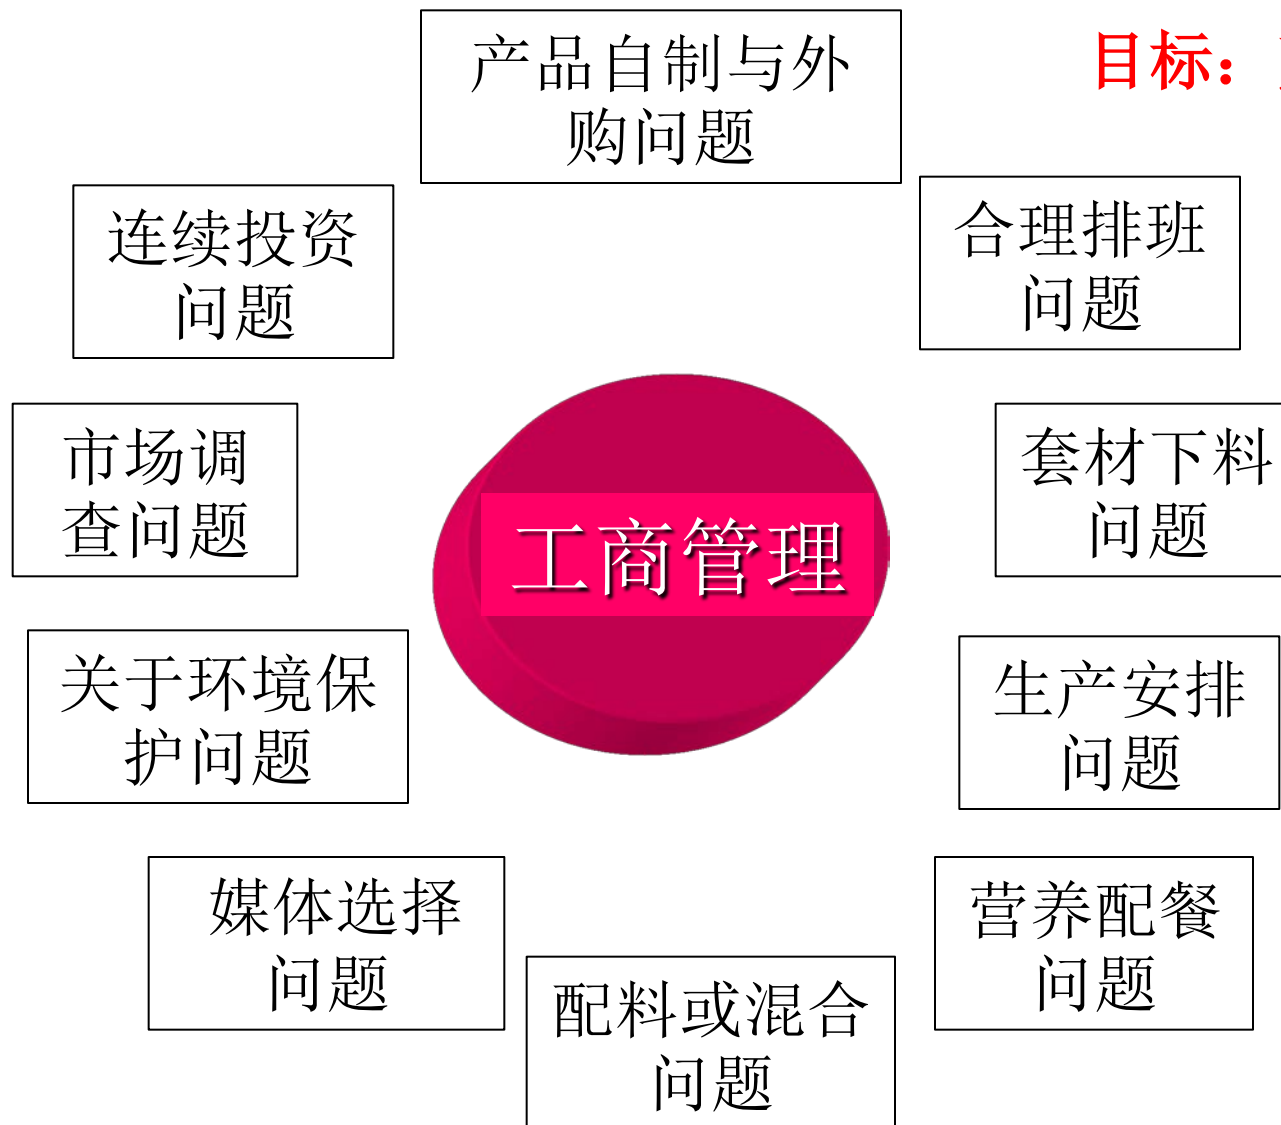 产品自制与外
购问题
目标：
连续投资
问题
合理排班
问题
市场调
查问题
套材下料
问题
工商管理
关于环境保
护问题
生产安排
问题
媒体选择
问题
营养配餐
问题
配料或混合
问题